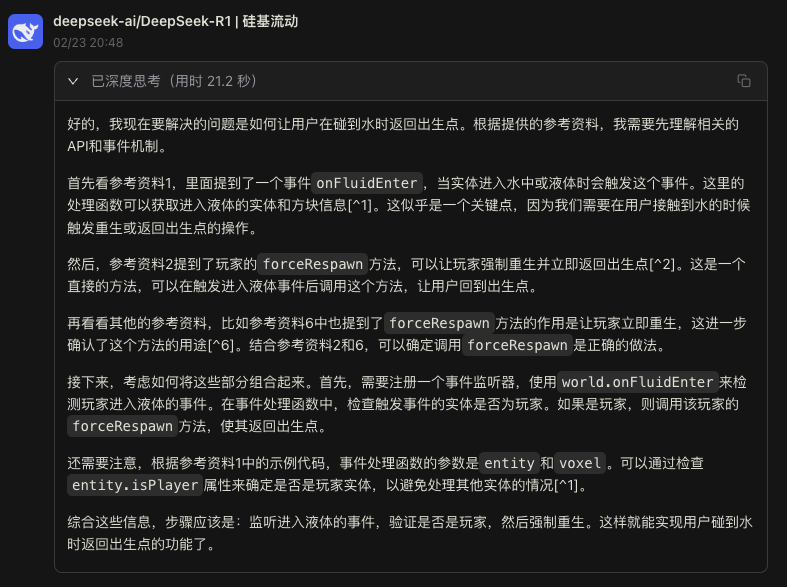 deepseek-ai/DeepSeek-R1 | 硅基流动
02/23 20:48
已深度思考（用时 21.2 秒）
好的，我现在要解决的问题是如何让用户在碰到水时返回出生点。根据提供的参考资料，我需要先理解相关的
API和事件机制。
首先看参考资料1，里面提到了一个事件 onFluidEnter，当实体进入水中或液体时会触发这个事件。这里的
处理函数可以获取进入液体的实体和方块信息[^1]。这似乎是一个关键点，因为我们需要在用户接触到水的时候
触发重生或返回出生点的操作。
然后，参考资料2提到了玩家的 forceRespawn 方法，可以让玩家强制重生并立即返回出生点[^2]。这是一个
直接的方法，可以在触发进入液体事件后调用这个方法，让用户回到出生点。
再看看其他的参考资料，比如参考资料6中也提到了 forceRespawn 方法的作用是让玩家立即重生，这进一步
确认了这个方法的用途[^6]。结合参考资料2和6，可以确定调用 forceRespawn 是正确的做法。
接下来，考虑如何将这些部分组合起来。首先，需要注册一个事件监听器，使用 world.onFluidEnter 来检
测玩家进入液体的事件。在事件处理函数中，检查触发事件的实体是否为玩家。如果是玩家，则调用该玩家的
forceRespawn 方法，使其返回出生点。
还需要注意，根据参考资料1中的示例代码，事件处理函数的参数是 entity 和 voxel 。可以通过检查
entity.isPlayer 属性来确定是否是玩家实体，以避免处理其他实体的情况[^1]。
综合这些信息，步骤应该是：监听进入液体的事件，验证是否是玩家，然后强制重生。这样就能实现用户碰到水
时返回出生点的功能了。